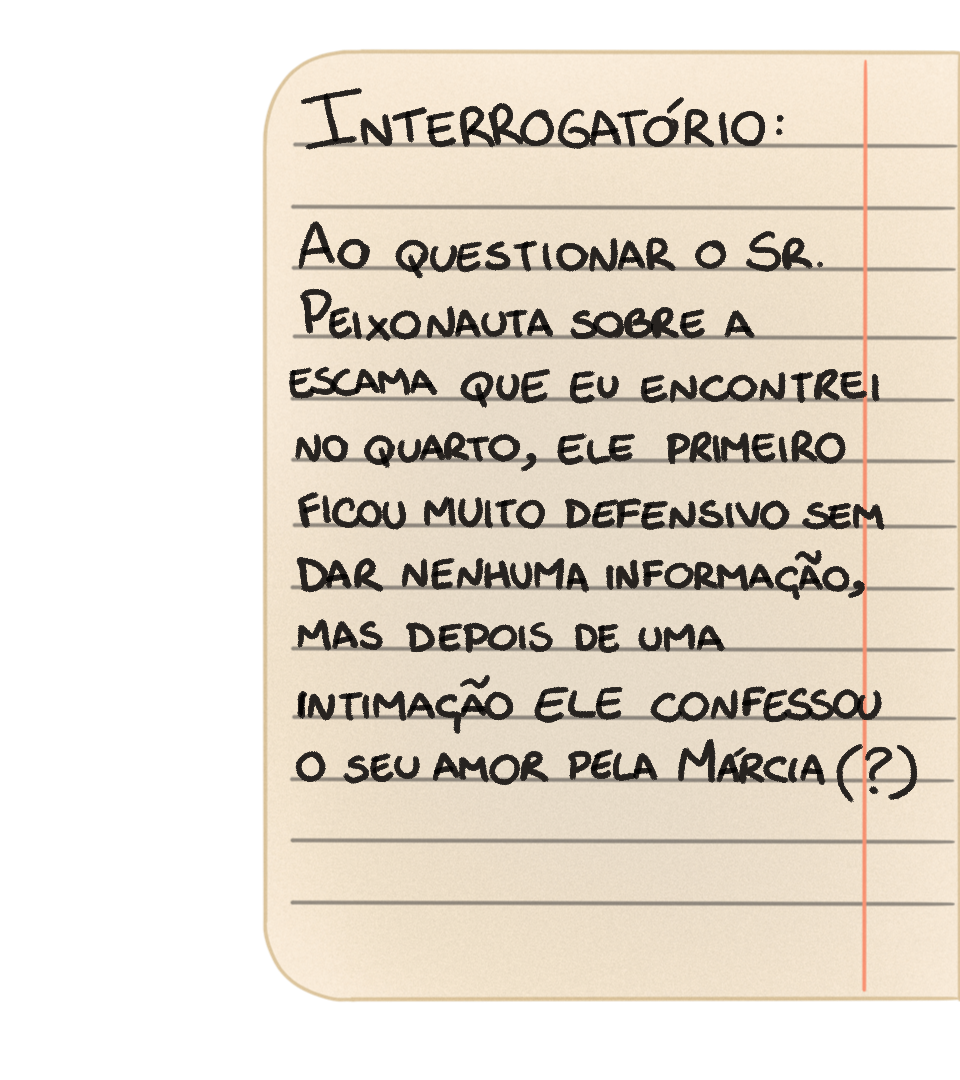 INTERROGATÓRIO:
AO QUESTIONAR O SR.
PEIXONAUTA SOBRE A
ESCAMA QUE EU ENCONTREI
NO QUARTO, ELE PRIMEIRO
FICOU MUITO DEFENSIVO SEM
DAR NENHUMA INFORMAÇÃO,
MAS DEPOIS DE UMA
INTIMAÇÃO ELE CONFESSOU
O SEU AMOR PELA MÁRCIA (?)